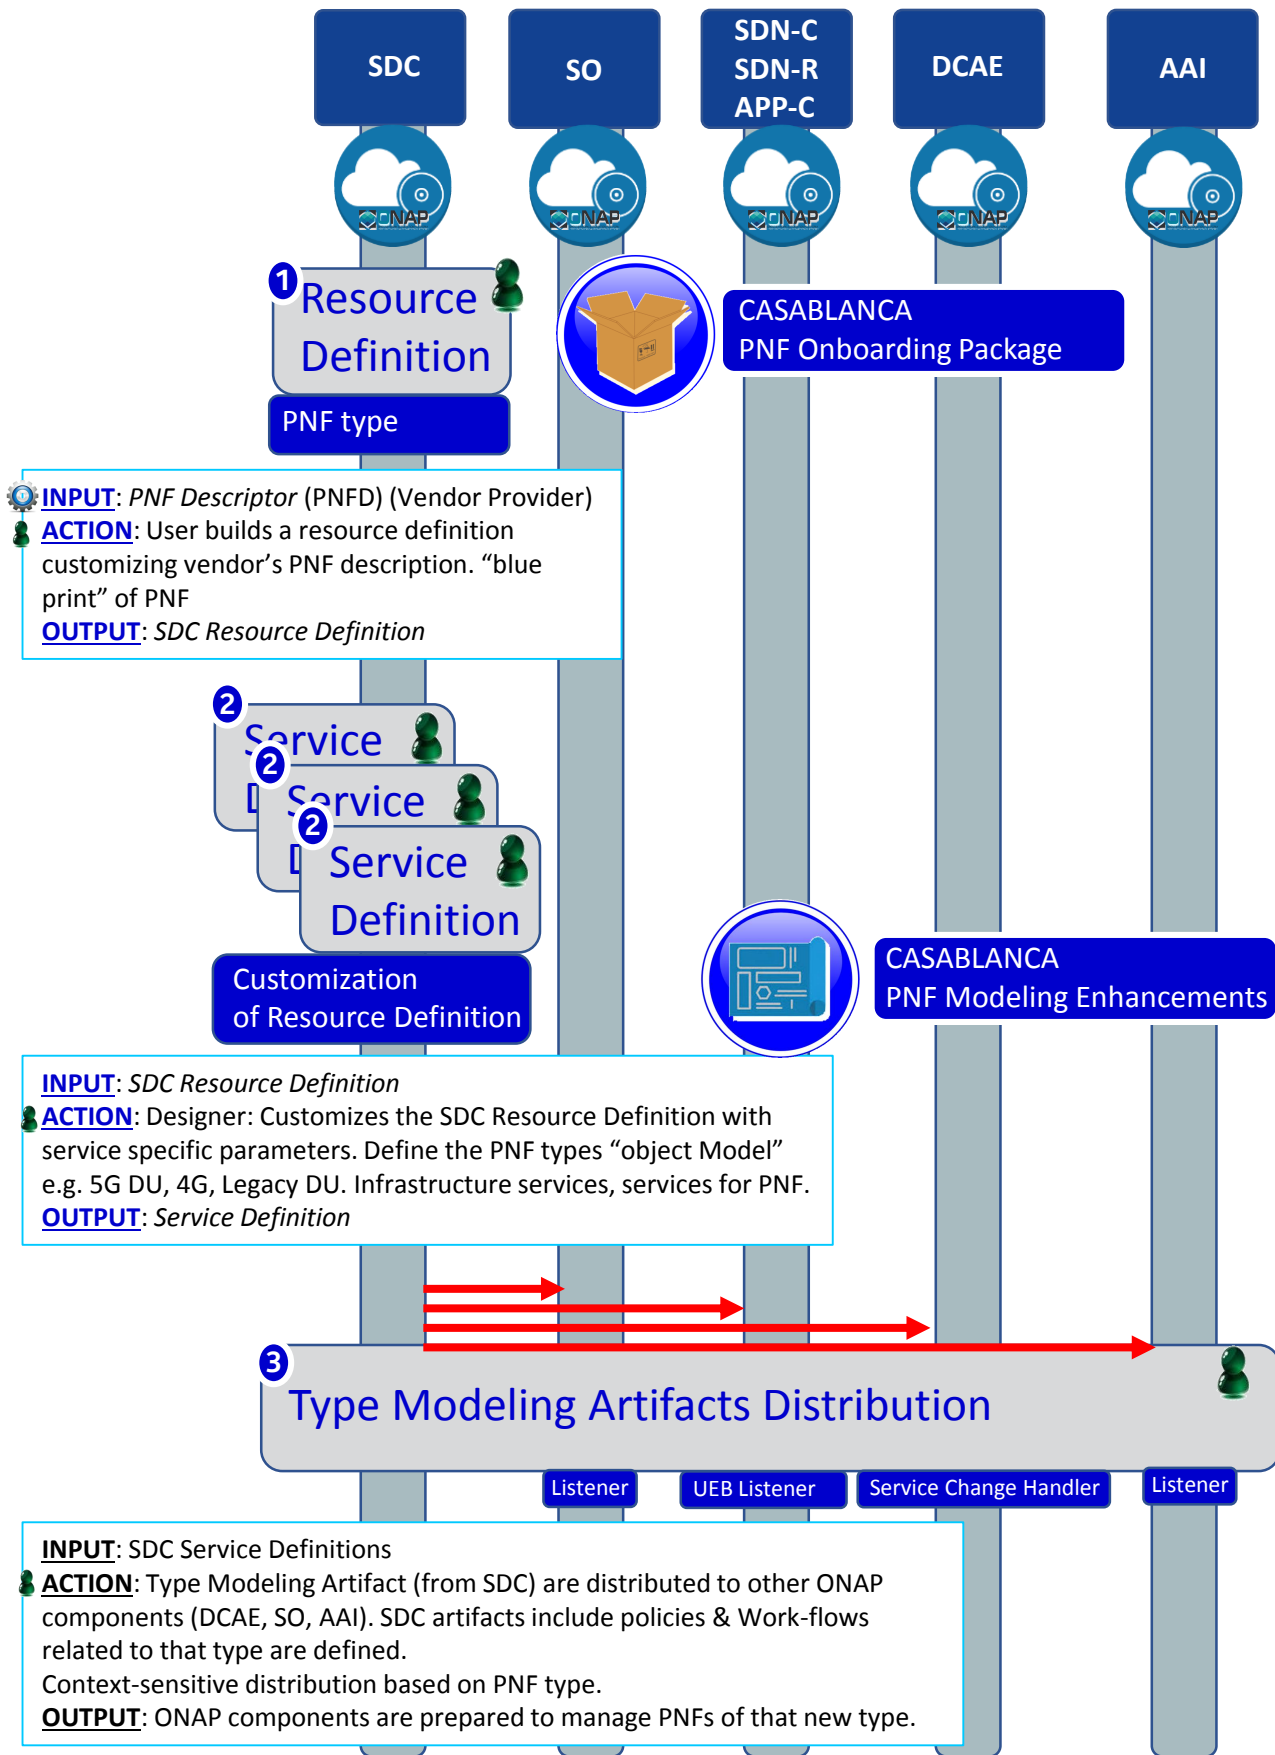 SDC
SO
SDN-C
SDN-R
APP-C
DCAE
AAI
ONAP
ONAP
ONAP
ONAP
ONAP
1
Resource
Definition
PNF type
CASABLANCA
PNF Onboarding Package
INPUT: PNF Descriptor (PNFD) (Vendor Provider)
ACTION: User builds a resource definition
customizing vendor's PNF description. “blue
print” of PNF
OUTPUT: SDC Resource Definition
2
Service
D
2
Service
D
2
Service
Definition
Customization
of Resource Definition
CASABLANCA
PNF Modeling Enhancements
INPUT: SDC Resource Definition
ACTION: Designer: Customizes the SDC Resource Definition with
service specific parameters. Define the PNF types “object Model”
e.g. 5G DU, 4G, Legacy DU. Infrastructure services, services for PNF.
OUTPUT: Service Definition
3
Type Modeling Artifacts Distribution
Listener
UEB Listener
Service Change Handler
Listener
INPUT: SDC Service Definitions
ACTION: Type Modeling Artifact (from SDC) are distributed to other ONAP
components (DCAE, SO, AAI). SDC artifacts include policies & Work-flows
related to that type are defined.
Context-sensitive distribution based on PNF type.
OUTPUT: ONAP components are prepared to manage PNFs of that new type.